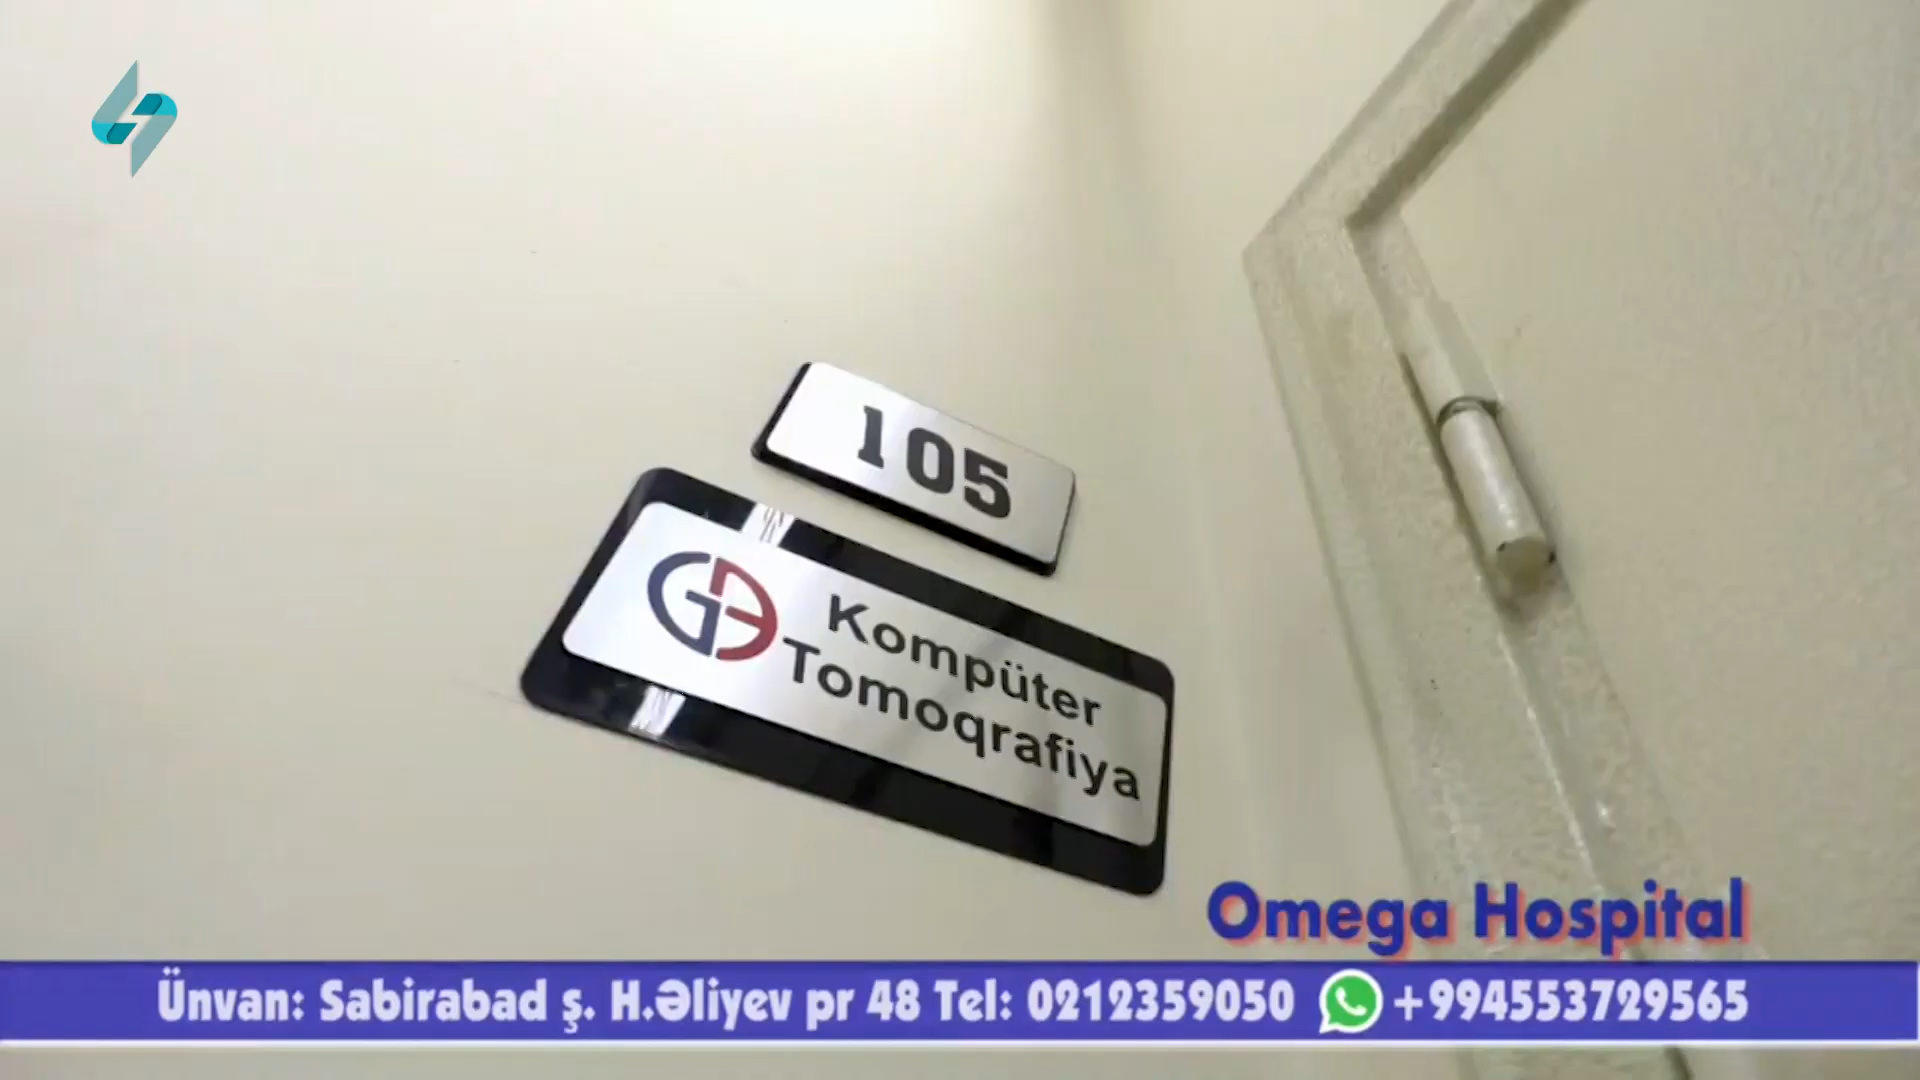 105
Kompüter
Tomoqrafiya
Omega Hospital
Ünvan: Sabirabad ş. H.Əliyev pr 48 Tel: 0212359050 +994553729565